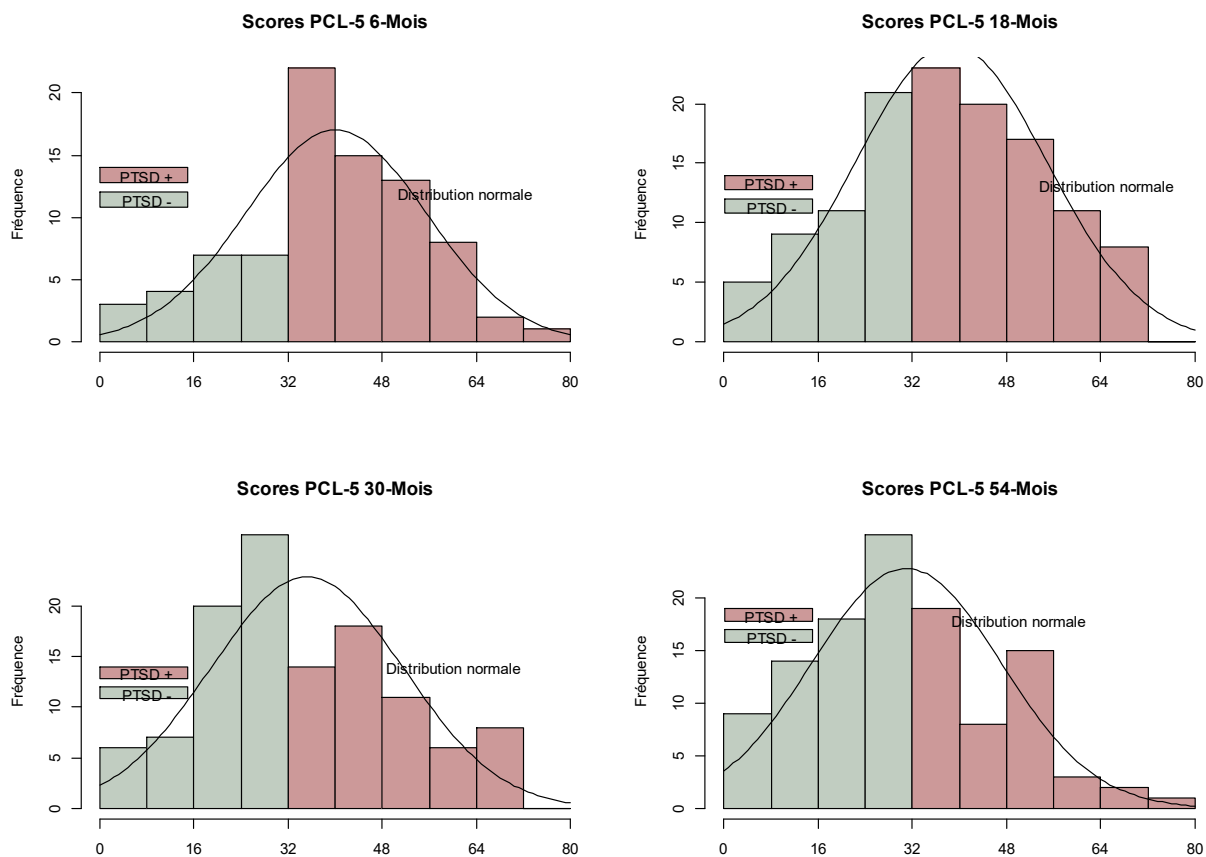 Scores PCL-5 6-Mois
Fréquence
20
15
10
5
0
PTSD +
PTSD -
Distribution normale
0 16 32 48 64 80
Scores PCL-5 18-Mois
Fréquence
20
15
10
5
0
PTSD +
PTSD -
Distribution normale
0 16 32 48 64 80
Scores PCL-5 30-Mois
Fréquence
20
15
10
5
0
PTSD +
PTSD -
Distribution normale
0 16 32 48 64 80
Scores PCL-5 54-Mois
Fréquence
20
15
10
5
0
PTSD +
PTSD -
Distribution normale
0 16 32 48 64 80